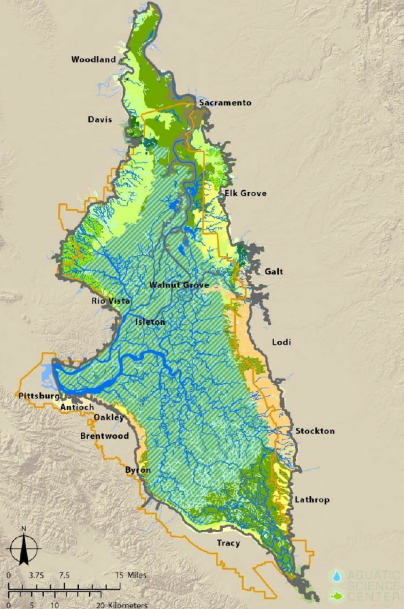 Woodland
Sacramento
Davis
Elk Grove
Walnut Grove
Galt
Rio Vista
Isleton
Lodi
Pittsburg
Antioch
Oakley
Brentwood
Stockton
Byron
Lathrop
Tracy
N
0 3.75 7.5 15 Miles
0 5 10 20 Kilometers
AQUATIC
SCIENCE
CENTER